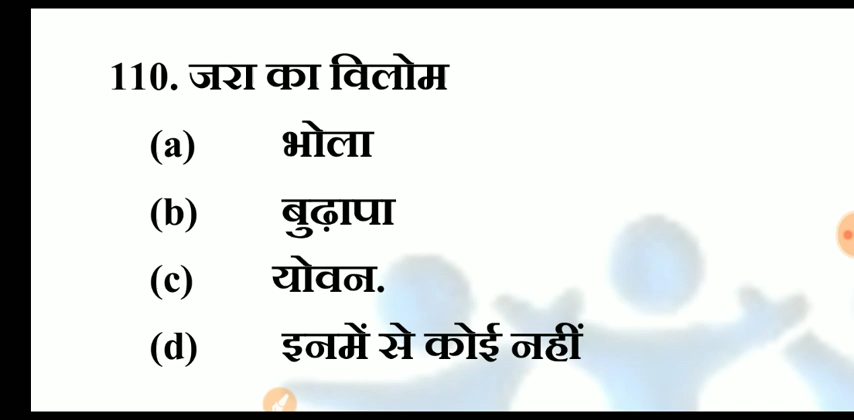 110. जरा का विलोम
(a) भोला
(b) बुढ़ापा
(c) योवन.
(d) इनमें से कोई नहीं